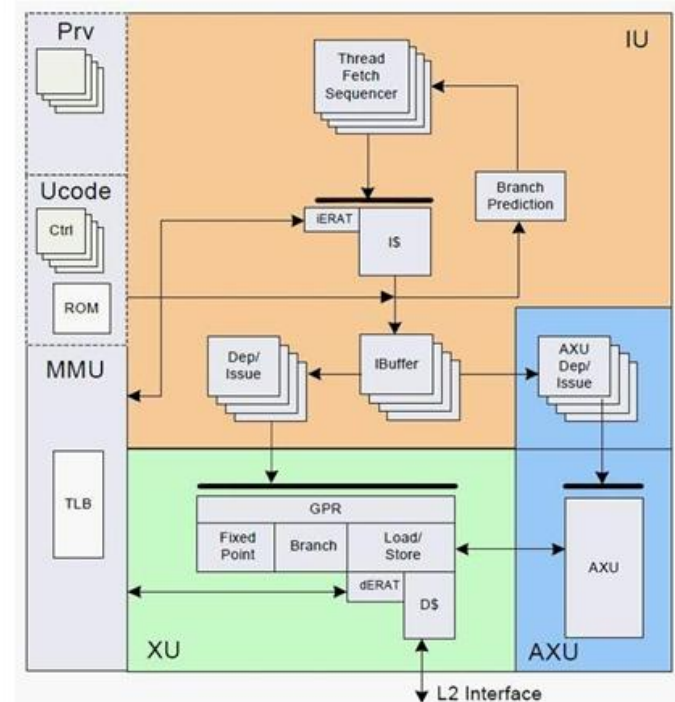 Prv
IU
Thread
Fetch
Sequencer
Ucode
Branch
Prediction
Ctrl
iERAT
I$
ROM
MMU
Dep/
Issue
IBuffer
AXU
Dep/
Issue
TLB
GPR
Fixed
Point
Branch
Load/
Store
AXU
dERAT
D$
XU
AXU
L2 Interface